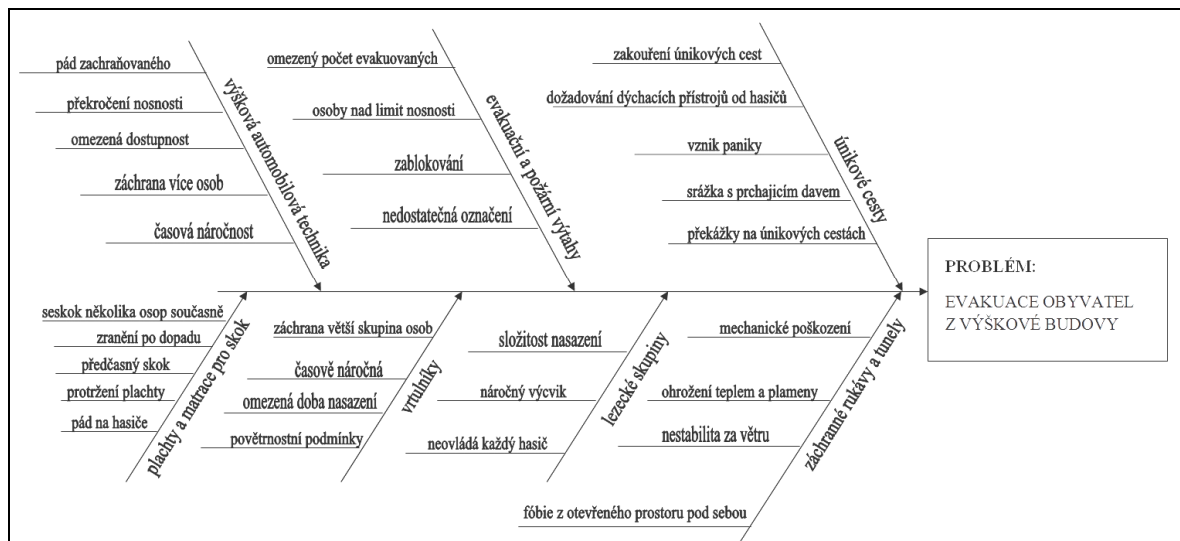 pád zachraňovaného
překročení nosnosti
omezená dostupnost
záchrana více osob
časová náročnost
výšková automobilová technika
omezený počet evakuovaných
osoby nad limit nosnosti
zablokování
nedostatečná označení
evakuační a požární výtahy
zakouření únikových cest
dožadování dýchacích přístrojů od hasičů
vznik paniky
srážka s prchajicím davem
překážky na únikových cestách
únikové cesty
PROBLÉM:
EVAKUACE OBYVATEL
Z VÝŠKOVÉ BUDOVY
seskok několika osop současně
zranění po dopadu
předčasný skok
protržení plachty
pád na hasiče
plachty a matrace pro skok
záchrana větší skupina osob
časově náročná
omezená doba nasazení
povětrnostní podmínky
vrtulníky
složitost nasazení
náročný výcvik
neovládá každý hasič
lezecké skupiny
mechanické poškození
ohrožení teplem a plameny
nestabilita za větru
fóbie z otevřeného prostoru pod sebou
záchranné rukávy a tunely